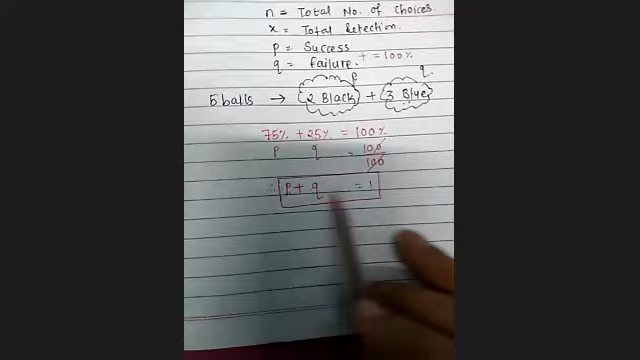 n = Total No. of Choices.
x = Total Selection.
p = Success
q = Failure. + = 100%
p q.
5 balls → 2 Black + 3 Blue
75% + 25% = 100%
p q = 100/100
∴ p + q = 1